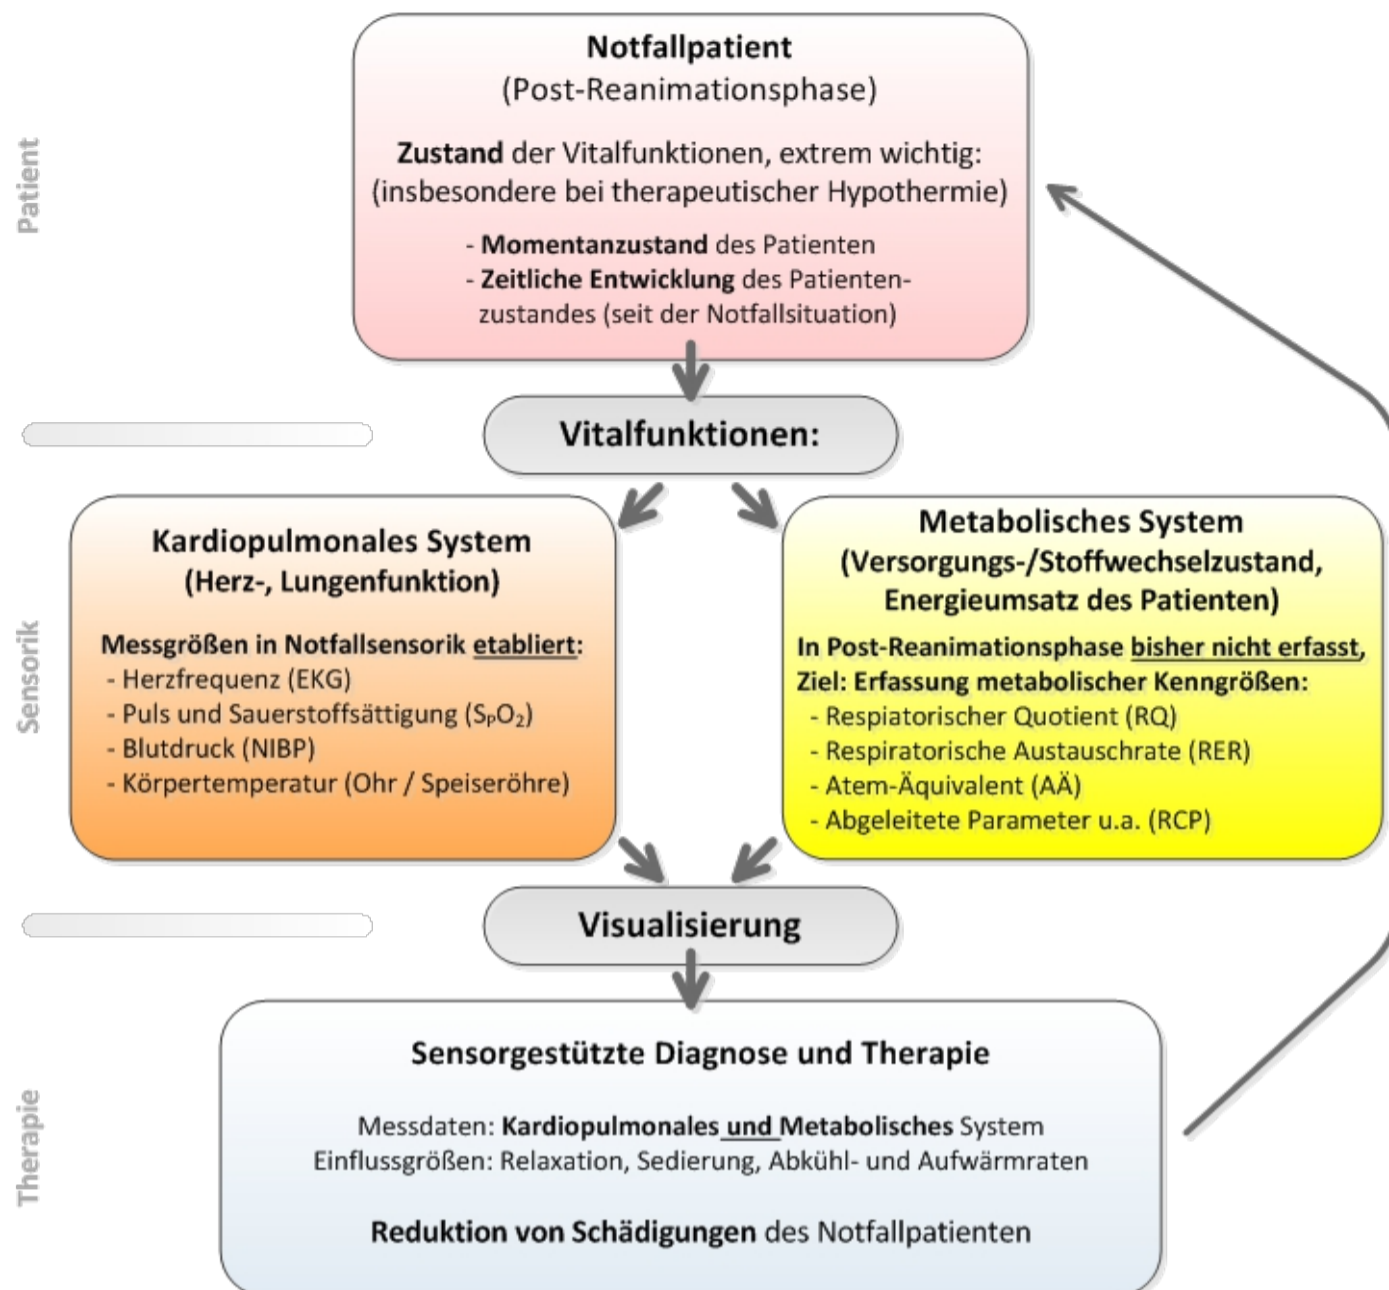 Patient
Notfallpatient
(Post-Reanimationsphase)
Zustand der Vitalfunktionen, extrem wichtig:
(insbesondere bei therapeutischer Hypothermie)
- Momentanzustand des Patienten
- Zeitliche Entwicklung des Patienten-
zustandes (seit der Notfallsituation)
Vitalfunktionen:
Sensorik
Kardiopulmonales System
(Herz-, Lungenfunktion)
Messgrößen in Notfallsensorik etabliert:
- Herzfrequenz (EKG)
- Puls und Sauerstoffsättigung (SPO2)
- Blutdruck (NIBP)
- Körpertemperatur (Ohr / Speiseröhre)
Metabolisches System
(Versorgungs-/Stoffwechselzustand,
Energieumsatz des Patienten)
In Post-Reanimationsphase bisher nicht erfasst,
Ziel: Erfassung metabolischer Kenngrößen:
- Respiatorischer Quotient (RQ)
- Respiratorische Austauschrate (RER)
- Atem-Äquivalent (AÄ)
- Abgeleitete Parameter u.a. (RCP)
Visualisierung
Therapie
Sensorgestützte Diagnose und Therapie
Messdaten: Kardiopulmonales und Metabolisches System
Einflussgrößen: Relaxation, Sedierung, Abkühl- und Aufwärmraten
Reduktion von Schädigungen des Notfallpatienten